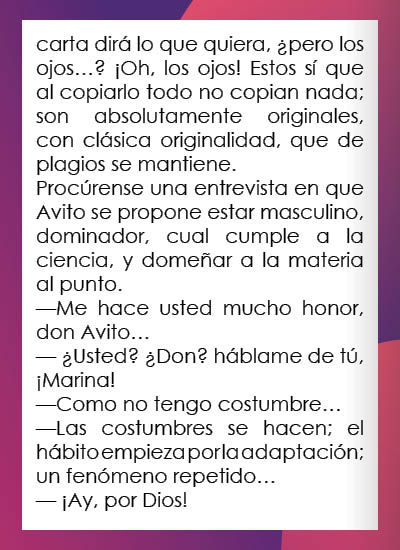 carta dirá lo que quiera, ¿pero los
ojos...? ¡Oh, los ojos! Estos sí que
al copiarlo todo no copian nada;
son absolutamente originales,
con clásica originalidad, que de
plagios se mantiene.
Procúrense una entrevista en que
Avito se propone estar masculino,
dominador, cual cumple a la
ciencia, y domeñar a la materia
al punto.
—Me hace usted mucho honor,
don Avito...
— ¿Usted? ¿Don? háblame de tú,
¡Marina!
—Como no tengo costumbre...
—Las costumbres se hacen; el
hábito empieza por la adaptación;
un fenómeno repetido...
— ¡Ay, por Dios!